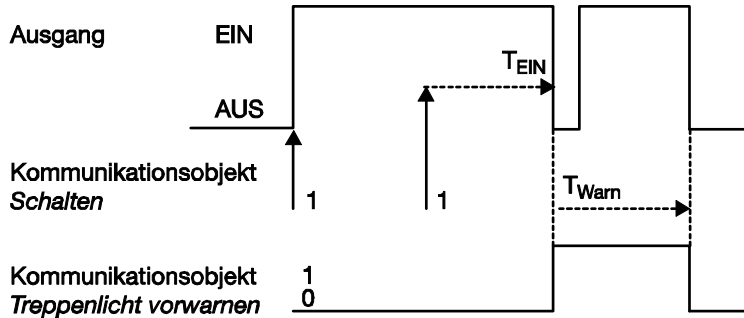 Ausgang EIN
T_EIN
AUS
Kommunikationsobjekt
Schalten 1 1 T_Warn
Kommunikationsobjekt 1
Treppenlicht vorwarnen 0